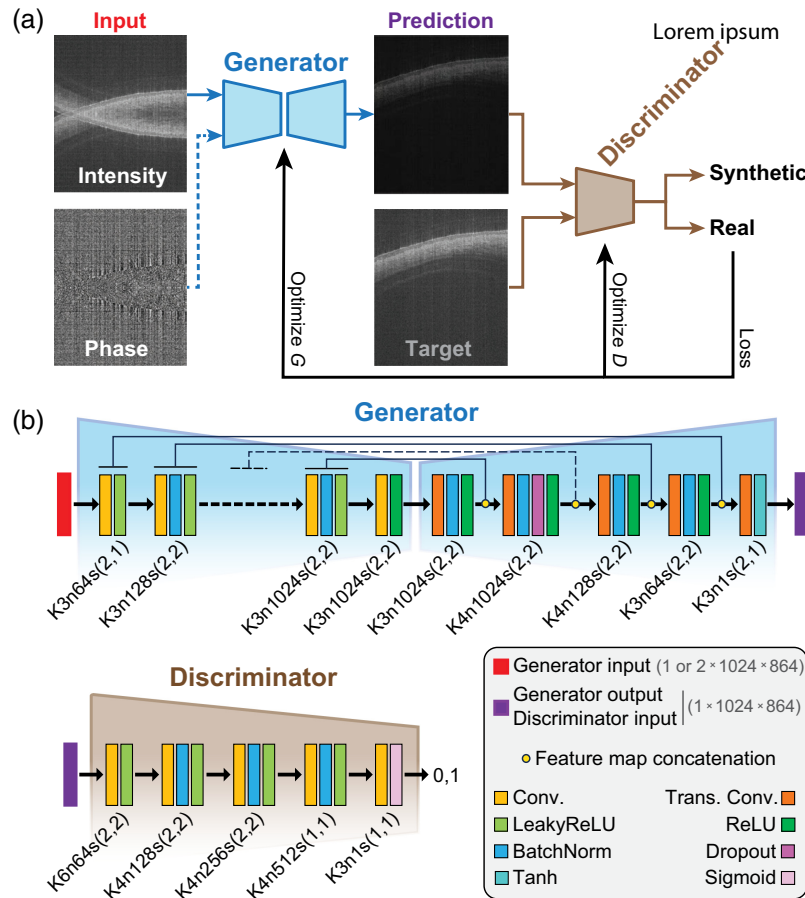 (a)
Input
Generator
Prediction
Lorem ipsum
Discriminator
Intensity
Synthetic
Real
Optimize G
Optimize D
Loss
Phase
Target
(b)
Generator
K3n64s(2,1)
K3n128s(2,2)
K3n1024s(2,2)
K3n1024s(2,2)
K3n1024s(2,2)
K4n1024s(2,2)
K4n128s(2,2)
K3n64s(2,2)
K3n1s(2,1)
Discriminator
0,1
K6n64s(2,2)
K4n128s(2,2)
K4n256s(2,2)
K4n512s(1,1)
K3n1s(1,1)
Generator input (1 or 2 × 1024 × 864)
Generator output
Discriminator input (1 × 1024 × 864)
Feature map concatenation
Conv. Trans. Conv.
LeakyReLU ReLU
BatchNorm Dropout
Tanh Sigmoid